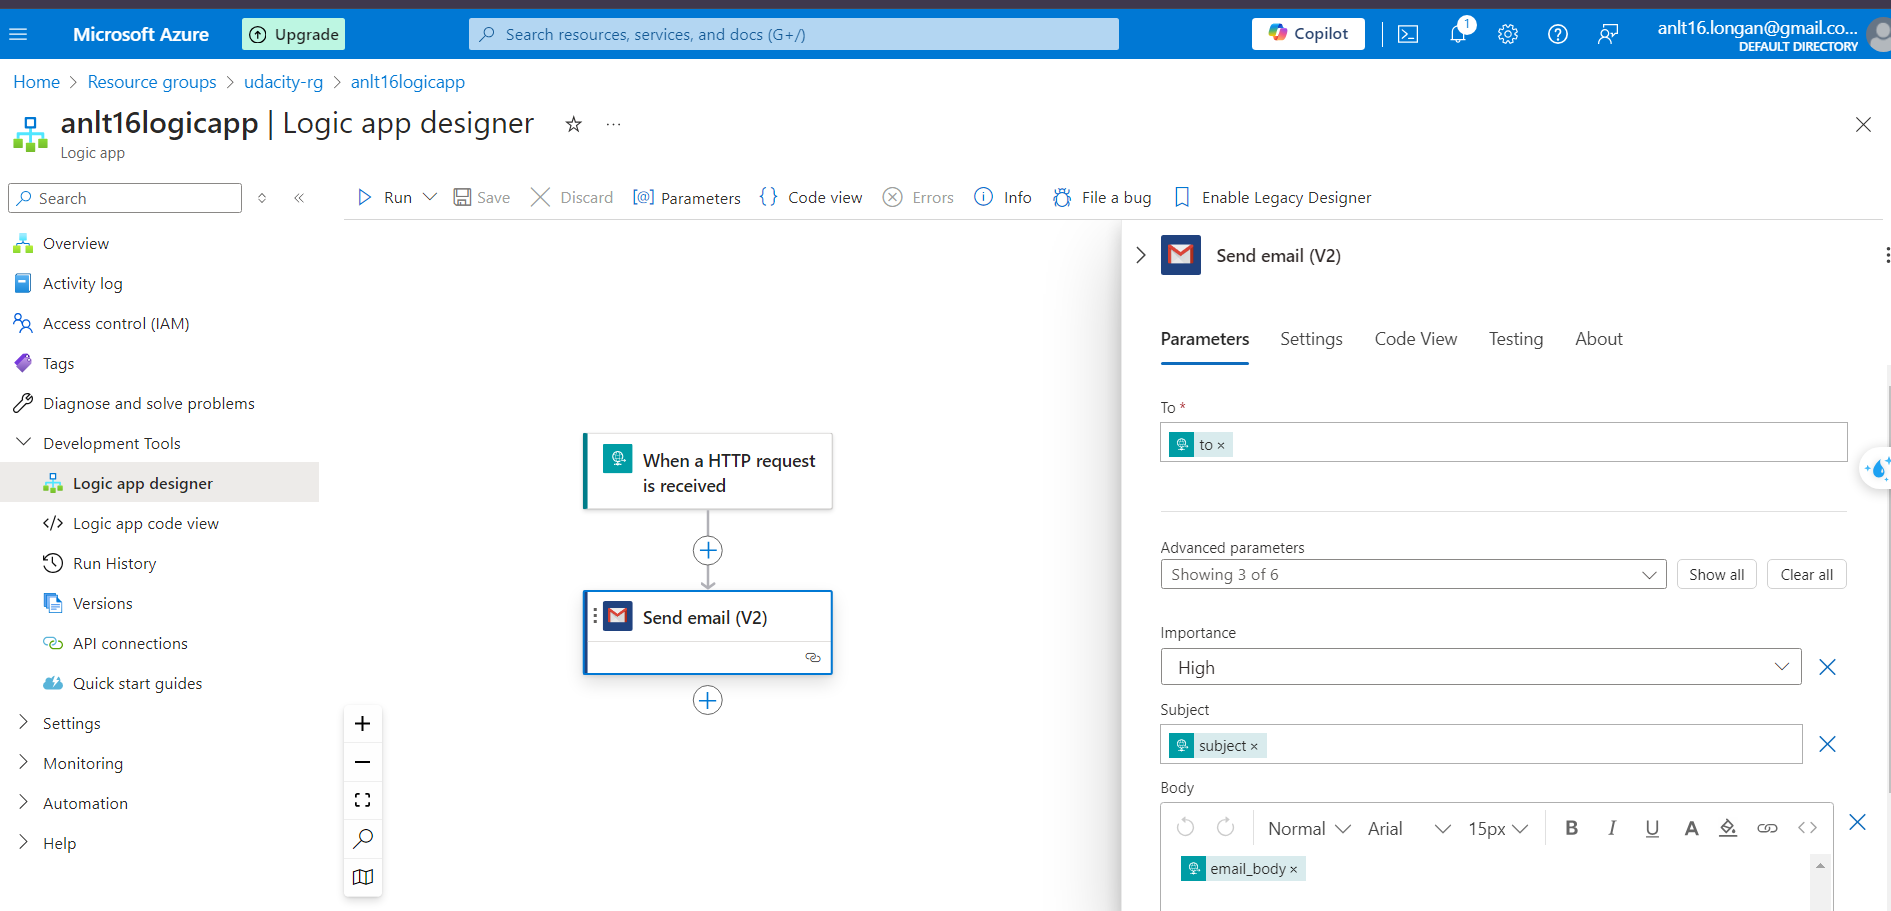 Microsoft Azure
Upgrade
Search resources, services, and docs (G+/)
Copilot
1
anlt16.longan@gmail.co...
DEFAULT DIRECTORY
Home > Resource groups > udacity-rg > anlt16logicapp
anlt16logicapp | Logic app designer
Logic app
Search
Overview
Activity log
Access control (IAM)
Tags
Diagnose and solve problems
Development Tools
Logic app designer
Logic app code view
Run History
Versions
API connections
Quick start guides
Settings
Monitoring
Automation
Help
Run
Save
Discard
Parameters
Code view
Errors
Info
File a bug
Enable Legacy Designer
When a HTTP request
is received
Send email (V2)
Send email (V2)
Parameters
Settings
Code View
Testing
About
To *
to ×
Advanced parameters
Showing 3 of 6
Show all
Clear all
Importance
High
Subject
subject ×
Body
Normal
Arial
15px
B
I
U
A
email_body ×